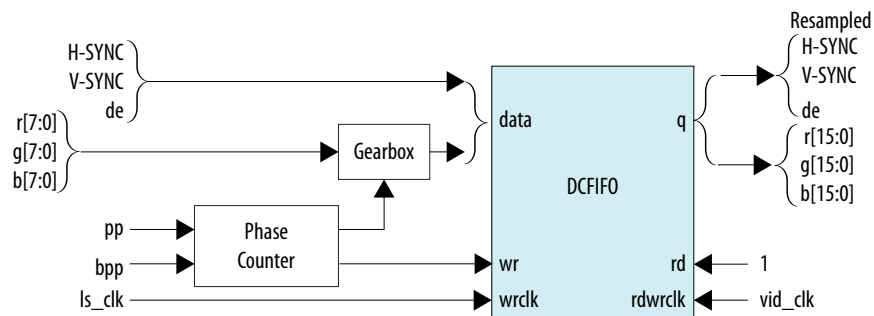 H-SYNC
V-SYNC
de
r[7:0]
g[7:0]
b[7:0]
pp
bpp
ls_clk
Gearbox
Phase
Counter
data
q
DCFIFO
wr
rd
wrclk
rdwrclk
Resampled
H-SYNC
V-SYNC
de
r[15:0]
g[15:0]
b[15:0]
1
vid_clk